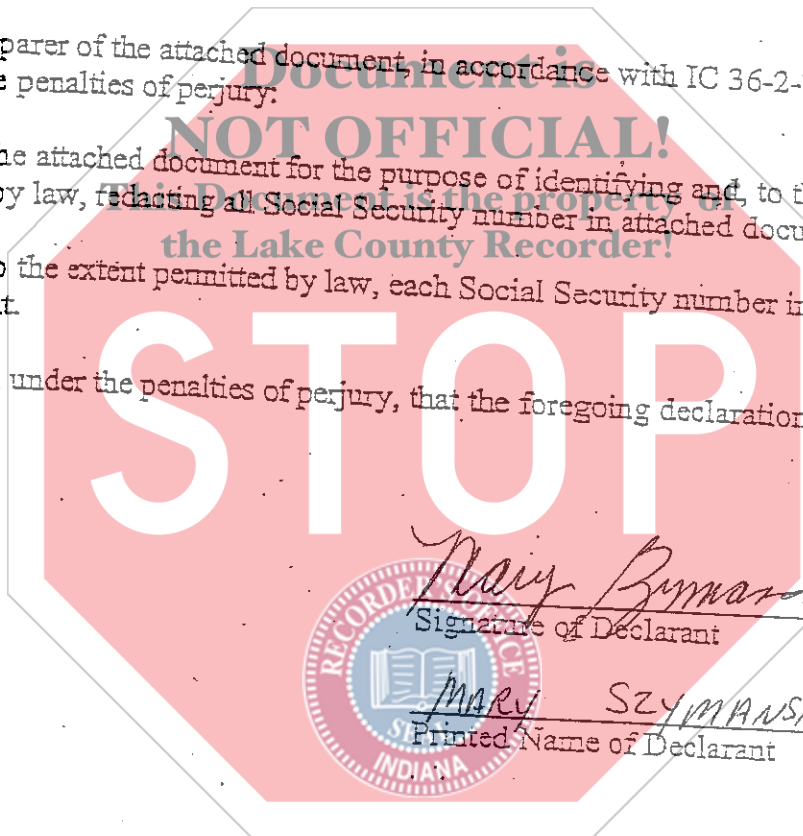 parer of the attached document, in accordance with IC 36-2-
e penalties of perjury:
Document is
NOT OFFICIAL!
This Document is the property of
the Lake County Recorder!
he attached document for the purpose of identifying and, to t
by law, redacting all Social Security number in attached docu
o the extent permitted by law, each Social Security number in
t.
under the penalties of perjury, that the foregoing declaration
STOP
Mary
Signature of Declarant
MARY SZYMANS
Printed Name of Declarant
RECORDER'S OFFICE
SEAL
INDIANA